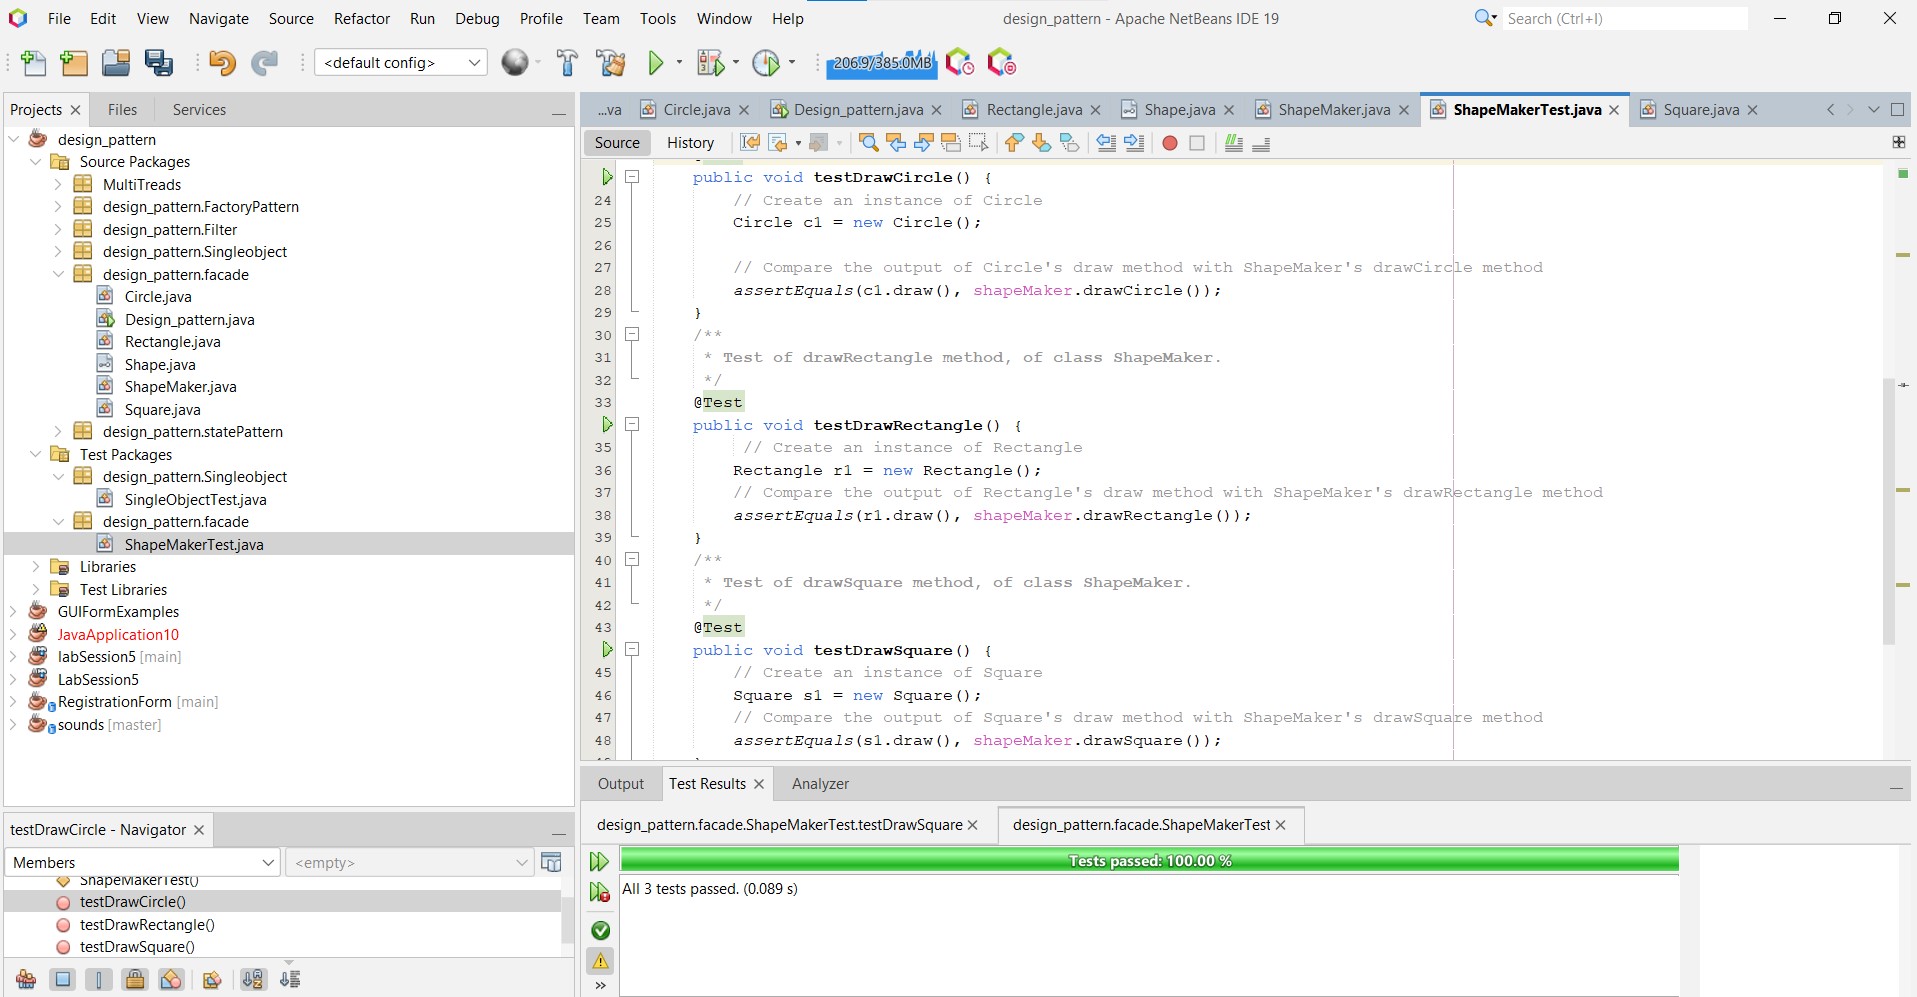 File Edit View Navigate Source Refactor Run Debug Profile Team Tools Window Help design_pattern - Apache NetBeans IDE 19 Search (Ctrl+I)
<default config> 206.9/385.0MB
Projects Files Services
design_pattern
Source Packages
MultiTreads
design_pattern.FactoryPattern
design_pattern.Filter
design_pattern.Singleobject
design_pattern.facade
Circle.java
Design_pattern.java
Rectangle.java
Shape.java
ShapeMaker.java
Square.java
design_pattern.statePattern
Test Packages
design_pattern.Singleobject
SingleObjectTest.java
design_pattern.facade
ShapeMakerTest.java
Libraries
Test Libraries
GUIFormExamples
JavaApplication10
labSession5 [main]
LabSession5
RegistrationForm [main]
sounds [master]
testDrawCircle - Navigator
Members <empty>
ShapeMakerTest()
testDrawCircle()
testDrawRectangle()
testDrawSquare()
...va Circle.java Design_pattern.java Rectangle.java Shape.java ShapeMaker.java ShapeMakerTest.java Square.java
Source History
public void testDrawCircle() {
24 // Create an instance of Circle
25 Circle c1 = new Circle();
26
27 // Compare the output of Circle's draw method with ShapeMaker's drawCircle method
28 assertEquals(c1.draw(), shapeMaker.drawCircle());
29 }
30 /**
31 * Test of drawRectangle method, of class ShapeMaker.
32 */
33 @Test
public void testDrawRectangle() {
35 // Create an instance of Rectangle
36 Rectangle r1 = new Rectangle();
37 // Compare the output of Rectangle's draw method with ShapeMaker's drawRectangle method
38 assertEquals(r1.draw(), shapeMaker.drawRectangle());
39 }
40 /**
41 * Test of drawSquare method, of class ShapeMaker.
42 */
43 @Test
public void testDrawSquare() {
45 // Create an instance of Square
46 Square s1 = new Square();
47 // Compare the output of Square's draw method with ShapeMaker's drawSquare method
48 assertEquals(s1.draw(), shapeMaker.drawSquare());
Output Test Results Analyzer
design_pattern.facade.ShapeMakerTest.testDrawSquare design_pattern.facade.ShapeMakerTest
Tests passed: 100.00 %
All 3 tests passed. (0.089 s)